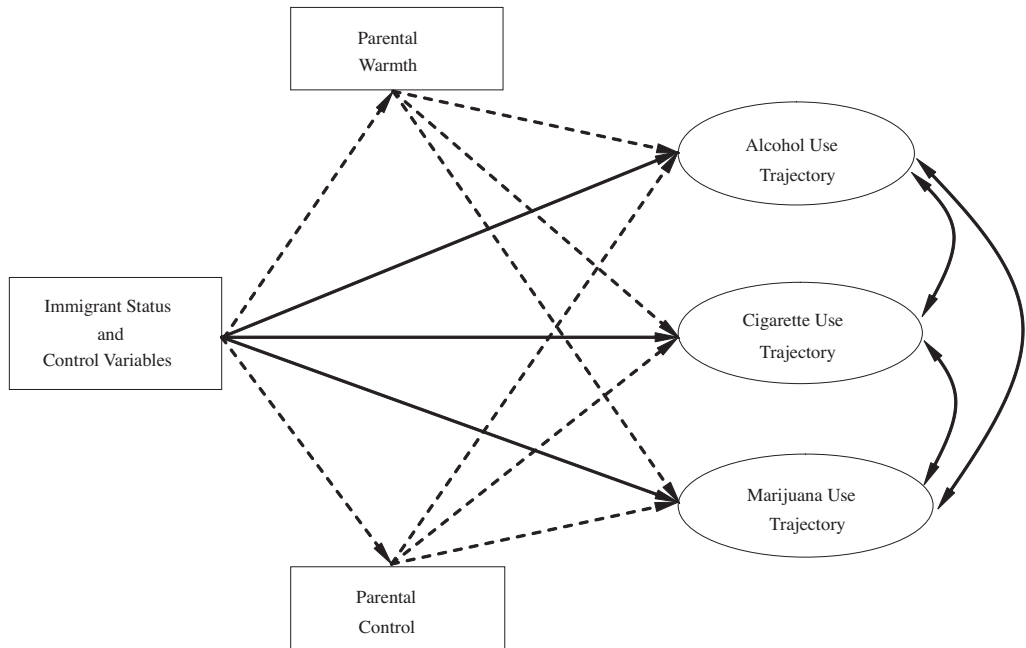 Parental
Warmth
Alcohol Use
Trajectory
Immigrant Status
and
Control Variables
Cigarette Use
Trajectory
Marijuana Use
Trajectory
Parental
Control